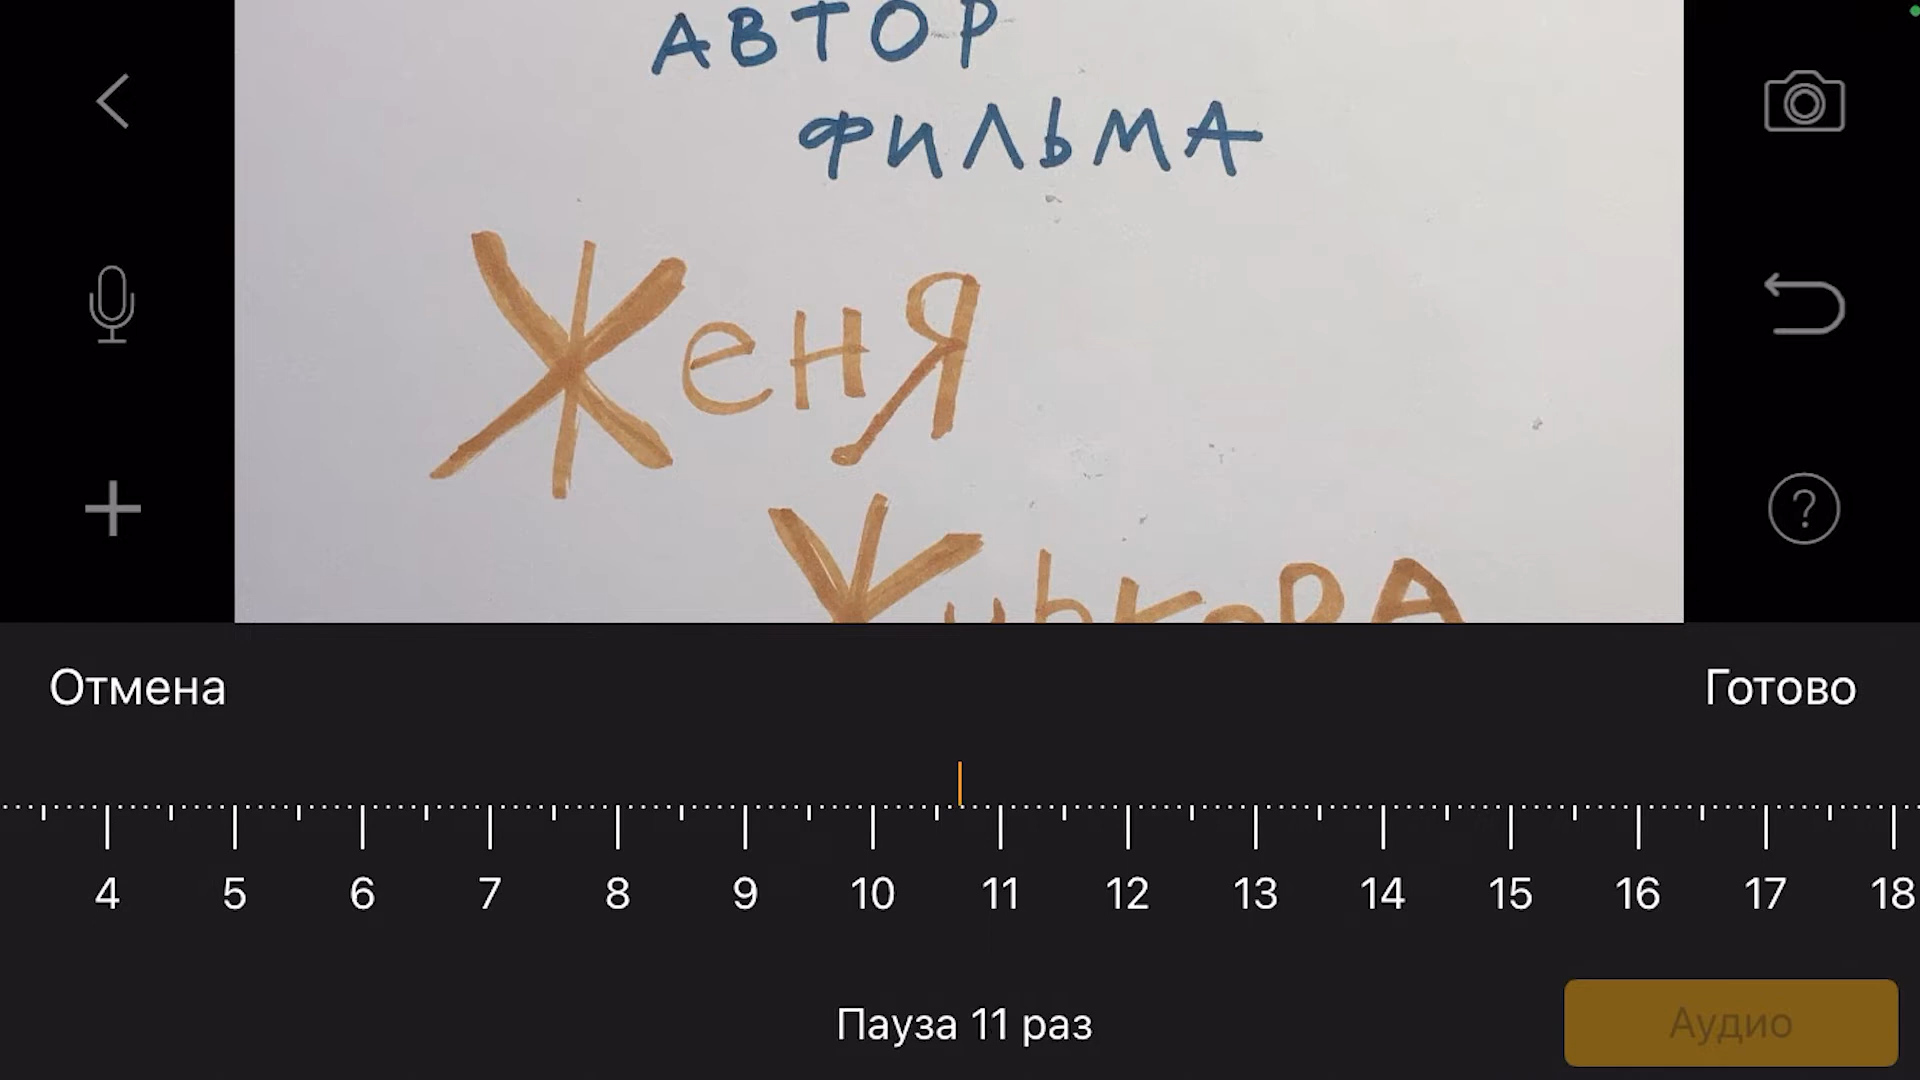 АВТОР
ФИЛЬМА
Женя
Отмена
Готово
4 5 6 7 8 9 10 11 12 13 14 15 16 17 18
Пауза 11 раз
Аудио